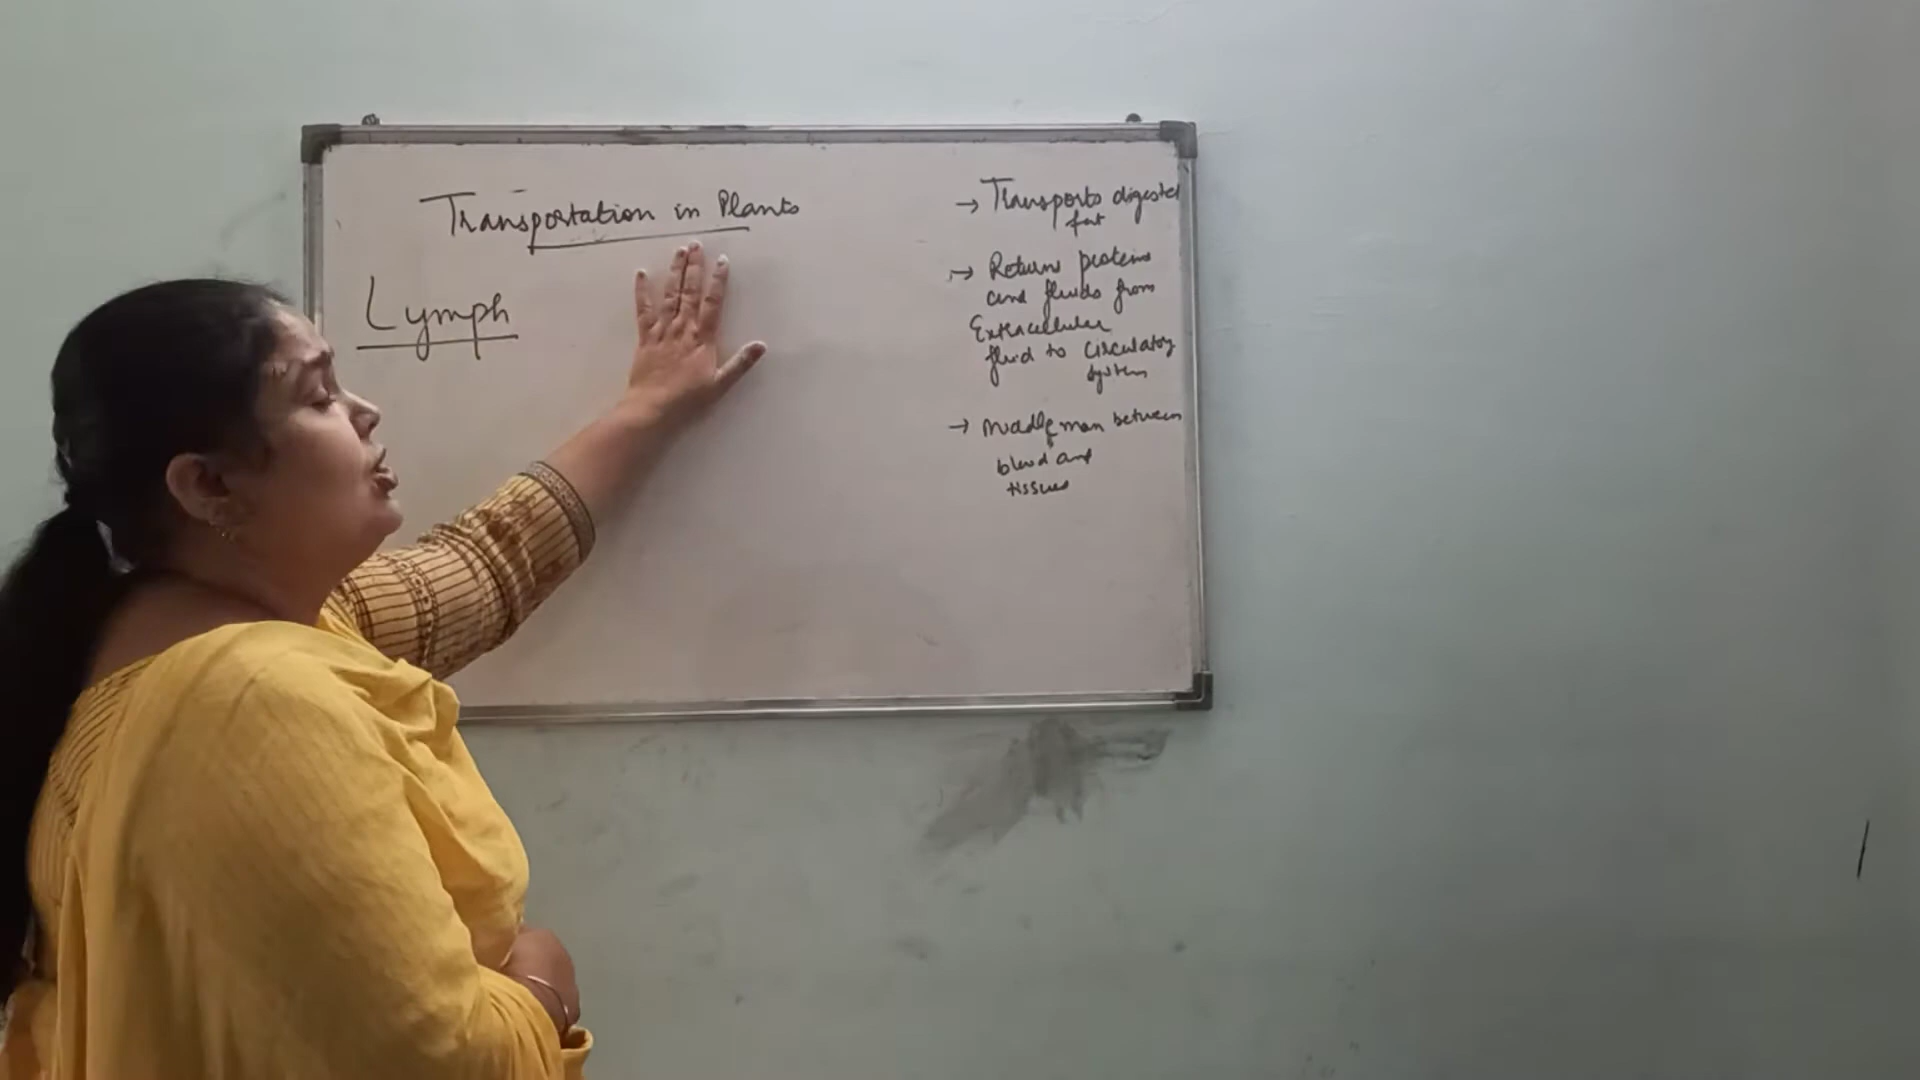 Transportation in Plants
Lymph
→ Transports digested
fat
→ Returns proteins
and fluids from
Extracellular
fluid to circulatory
system
→ Middle man between
blood and
tissues